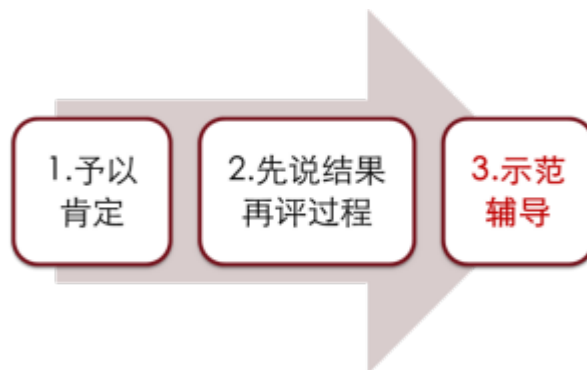 1.予以
肯定
2.先说结果
再评过程
3.示范
辅导